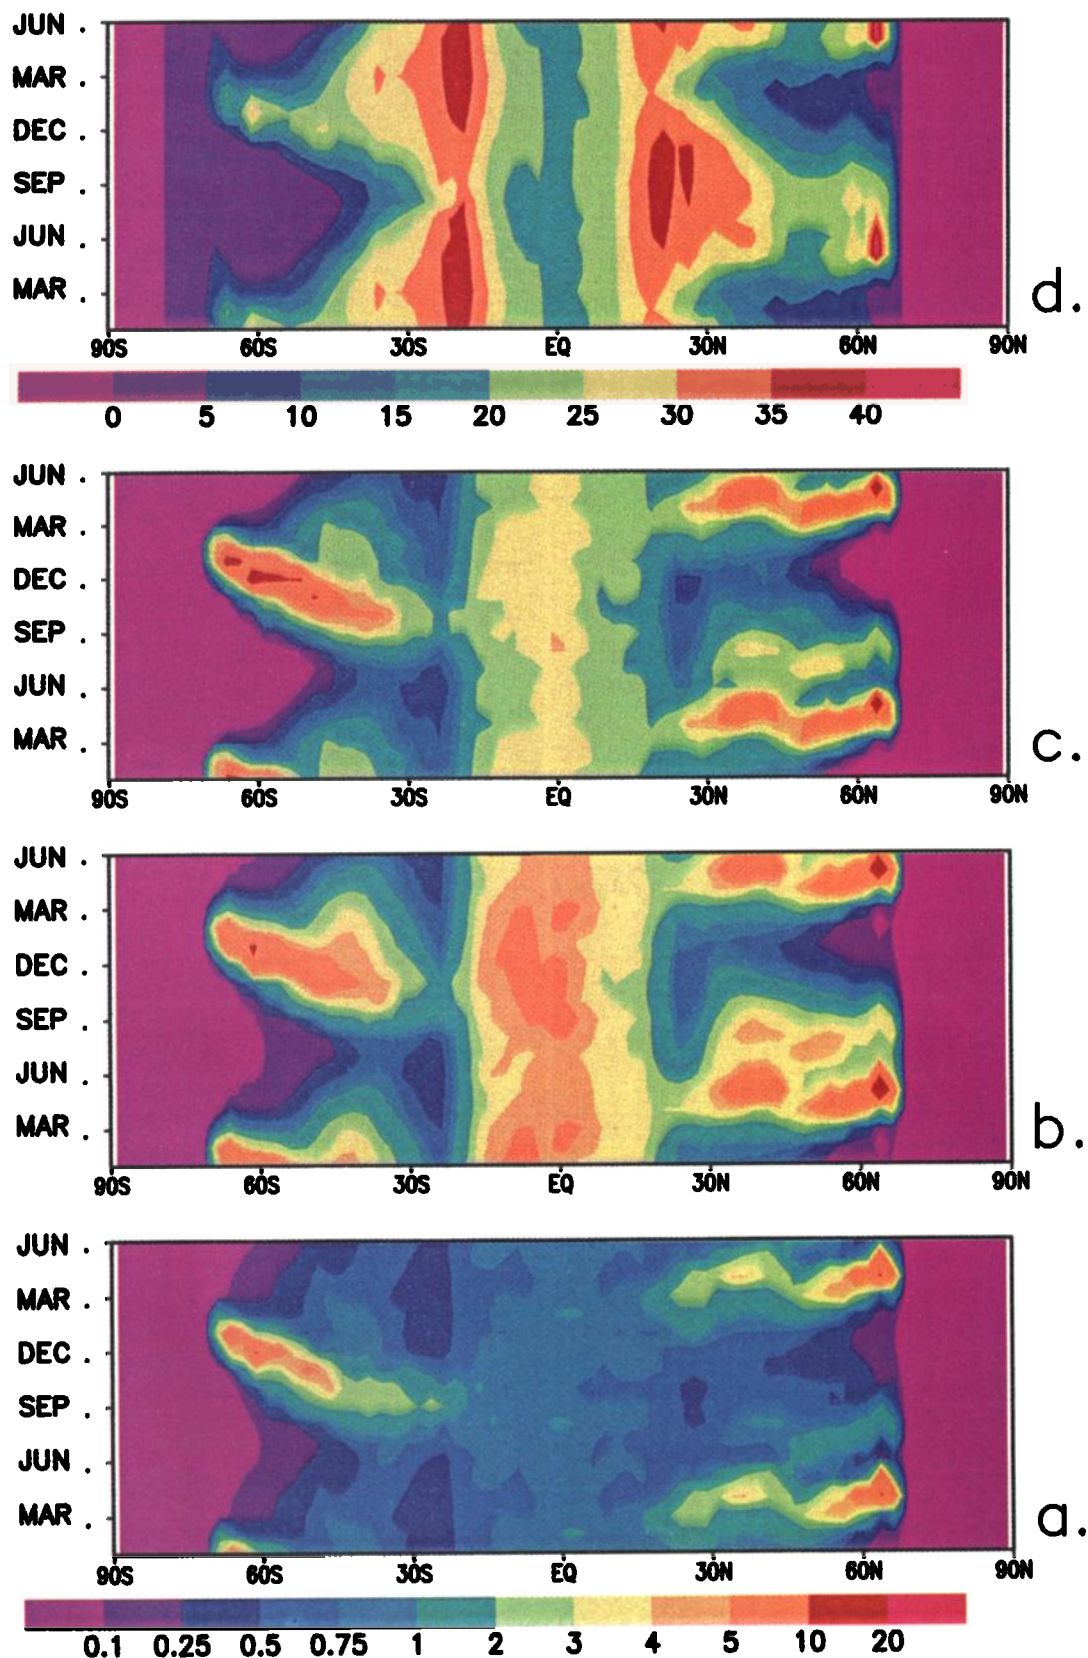 JUN .
MAR .
DEC .
SEP .
JUN .
MAR .
d.
90S 60S 30S EQ 30N 60N 90N
0 5 10 15 20 25 30 35 40
JUN .
MAR .
DEC .
SEP .
JUN .
MAR .
c.
90S 60S 30S EQ 30N 60N 90N
JUN .
MAR .
DEC .
SEP .
JUN .
MAR .
b.
90S 60S 30S EQ 30N 60N 90N
JUN .
MAR .
DEC .
SEP .
JUN .
MAR .
a.
90S 60S 30S EQ 30N 60N 90N
0.1 0.25 0.5 0.75 1 2 3 4 5 10 20